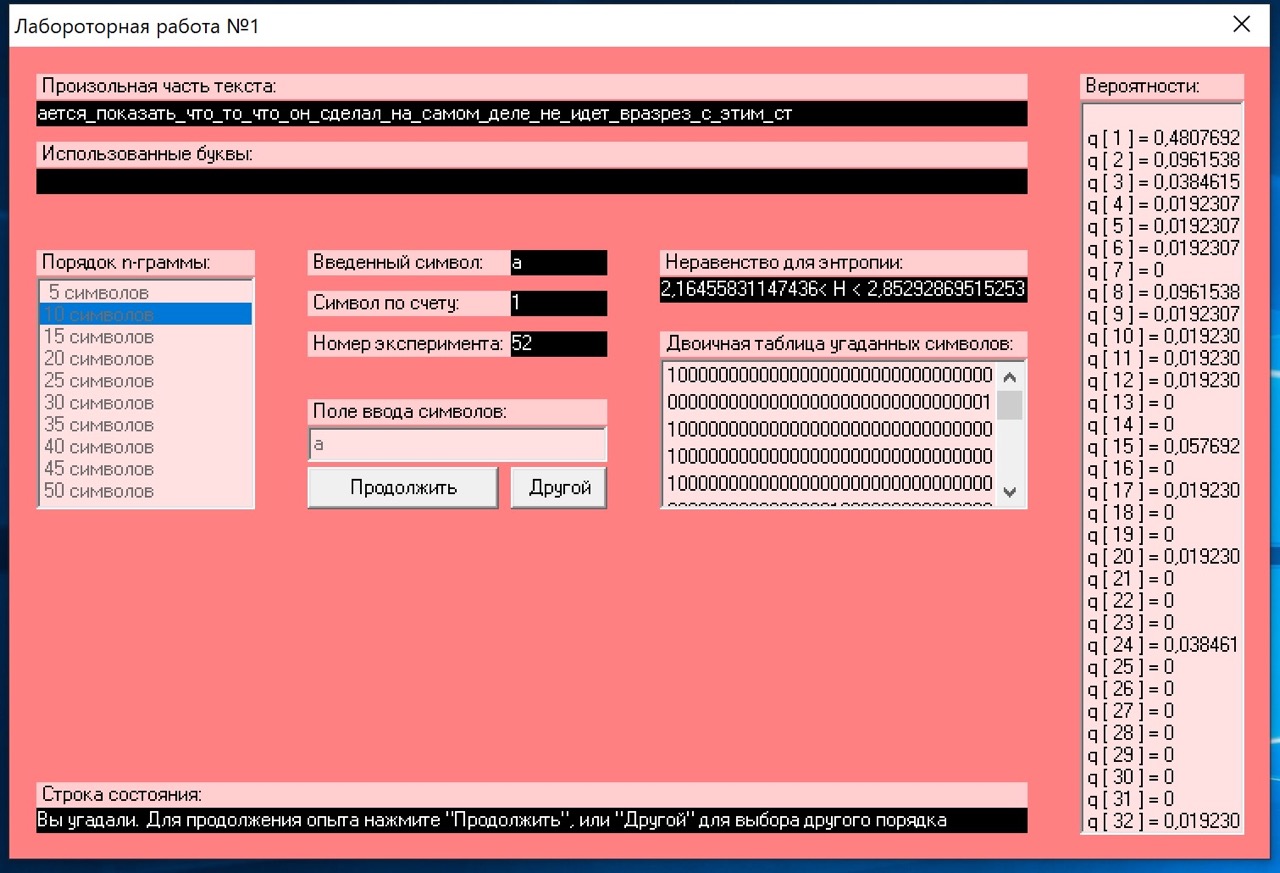 Лабороторная работа №1
Произольная часть текста:
ается_показать_что_то_что_он_сделал_на_самом_деле_не_идет_вразрез_с_этим_ст
Использованные буквы:
Порядок n-граммы:
5 символов
10 символов
15 символов
20 символов
25 символов
30 символов
35 символов
40 символов
45 символов
50 символов
Введенный символ: а
Символ по счету: 1
Номер эксперимента: 52
Поле ввода символов:
а
Продолжить
Другой
Неравенство для энтропии:
2,16455831147436< H < 2,85292869515253
Двоичная таблица угаданных символов:
10000000000000000000000000000000
00000000000000000000000000000001
10000000000000000000000000000000
10000000000000000000000000000000
10000000000000000000000000000000
Вероятности:
q [ 1 ] = 0,4807692
q [ 2 ] = 0,0961538
q [ 3 ] = 0,0384615
q [ 4 ] = 0,0192307
q [ 5 ] = 0,0192307
q [ 6 ] = 0,0192307
q [ 7 ] = 0
q [ 8 ] = 0,0961538
q [ 9 ] = 0,0192307
q [ 10 ] = 0,019230
q [ 11 ] = 0,019230
q [ 12 ] = 0,019230
q [ 13 ] = 0
q [ 14 ] = 0
q [ 15 ] = 0,057692
q [ 16 ] = 0
q [ 17 ] = 0,019230
q [ 18 ] = 0
q [ 19 ] = 0
q [ 20 ] = 0,019230
q [ 21 ] = 0
q [ 22 ] = 0
q [ 23 ] = 0
q [ 24 ] = 0,038461
q [ 25 ] = 0
q [ 26 ] = 0
q [ 27 ] = 0
q [ 28 ] = 0
q [ 29 ] = 0
q [ 30 ] = 0
q [ 31 ] = 0
q [ 32 ] = 0,019230
Строка состояния:
Вы угадали. Для продолжения опыта нажмите "Продолжить", или "Другой" для выбора другого порядка